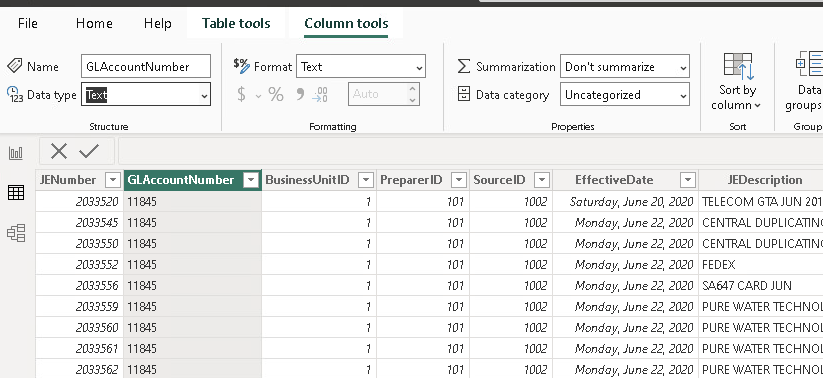 File Home Help Table tools Column tools
Name GLAccountNumber $% Format Text Summarization Don't summarize Sort by column Data groups
123 Data type Text $ % 9 .00 Auto Data category Uncategorized
Structure Formatting Properties Sort Group
JENumber GLAccountNumber BusinessUnitID PreparerID SourceID EffectiveDate JEDescription
2033520 11845 1 101 1002 Saturday, June 20, 2020 TELECOM GTA JUN 201
2033545 11845 1 101 1002 Monday, June 22, 2020 CENTRAL DUPLICATING
2033550 11845 1 101 1002 Monday, June 22, 2020 CENTRAL DUPLICATING
2033552 11845 1 101 1002 Monday, June 22, 2020 FEDEX
2033556 11845 1 101 1002 Monday, June 22, 2020 SA647 CARD JUN
2033559 11845 1 101 1002 Monday, June 22, 2020 PURE WATER TECHNOL
2033560 11845 1 101 1002 Monday, June 22, 2020 PURE WATER TECHNOL
2033561 11845 1 101 1002 Monday, June 22, 2020 PURE WATER TECHNOL
2033562 11845 1 101 1002 Monday, June 22, 2020 PURE WATER TECHNOL